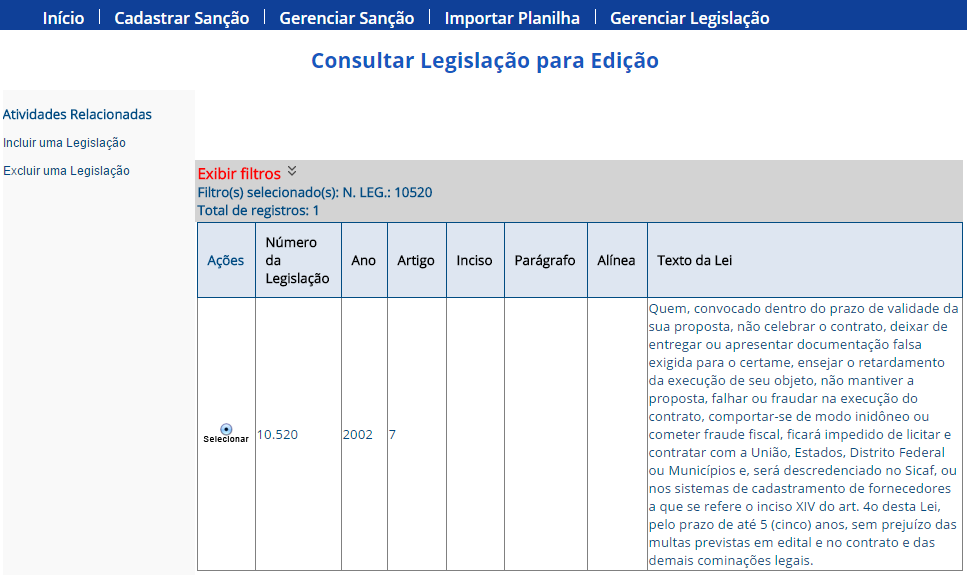 Início | Cadastrar Sanção | Gerenciar Sanção | Importar Planilha | Gerenciar Legislação
Consultar Legislação para Edição
Atividades Relacionadas
Incluir uma Legislação
Excluir uma Legislação
Exibir filtros
Filtro(s) selecionado(s): N. LEG.: 10520
Total de registros: 1
Ações
Número
da
Legislação
Ano
Artigo
Inciso
Parágrafo
Alínea
Texto da Lei
Selecionar
10.520
2002
7
Quem, convocado dentro do prazo de validade da
sua proposta, não celebrar o contrato, deixar de
entregar ou apresentar documentação falsa
exigida para o certame, ensejar o retardamento
da execução de seu objeto, não mantiver a
proposta, falhar ou fraudar na execução do
contrato, comportar-se de modo inidôneo ou
cometer fraude fiscal, ficará impedido de licitar e
contratar com a União, Estados, Distrito Federal
ou Municípios e, será descredenciado no Sicaf, ou
nos sistemas de cadastramento de fornecedores
a que se refere o inciso XIV do art. 4o desta Lei,
pelo prazo de até 5 (cinco) anos, sem prejuízo das
multas previstas em edital e no contrato e das
demais cominações legais.